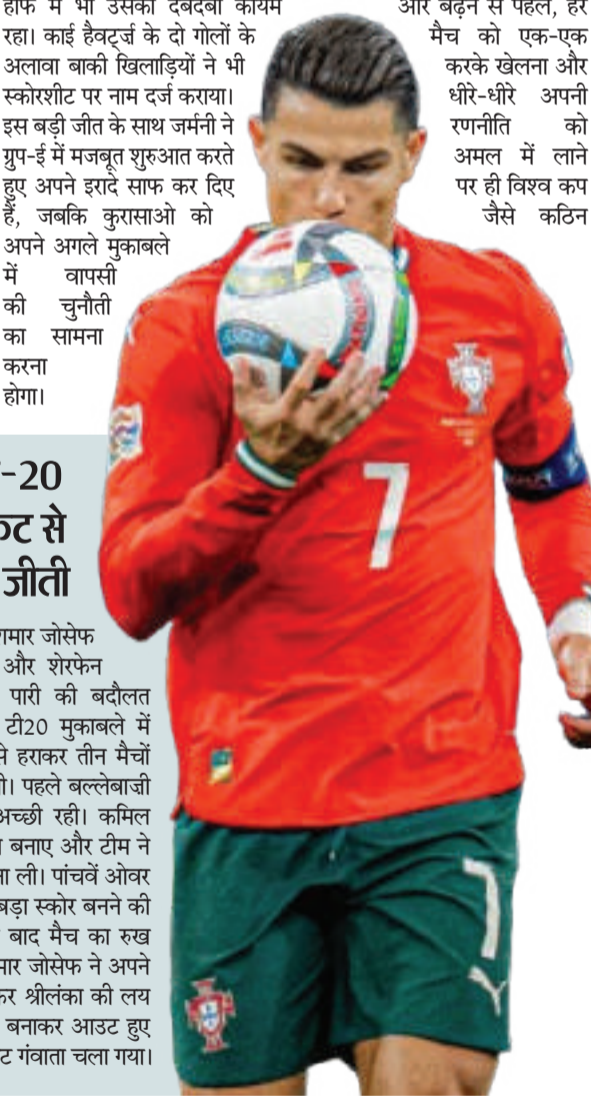 हाफ में भी उसका दबदबा कायम
रहा। काई हैवर्ट्ज के दो गोलों के
अलावा बाकी खिलाड़ियों ने भी
स्कोरशीट पर नाम दर्ज कराया।
इस बड़ी जीत के साथ जर्मनी ने
ग्रुप-ई में मजबूत शुरुआत करते
हुए अपने इरादे साफ कर दिए
हैं, जबकि कुरासाओ को
अपने अगले मुकाबले
में वापसी
की चुनौती
का सामना
करना
होगा।
और बढ़ने से पहले, हर
मैच को एक-एक
करके खेलना और
धीरे-धीरे अपनी
रणनीति को
अमल में लाने
पर ही विश्व कप
जैसे कठिन
7
7
-20
से
जीती
जोसेफ
और शेरफेन
पारी की बदौलत
टी20 मुकाबले में
से हराकर तीन मैचों
पहले बल्लेबाजी
अच्छी रही। कमिल
बनाए और टीम ने
ली। पांचवें ओवर
बड़ा स्कोर बनने की
बाद मैच का रुख
जोसेफ ने अपने
श्रीलंका की लय
बनाकर आउट हुए
गंवाता चला गया।